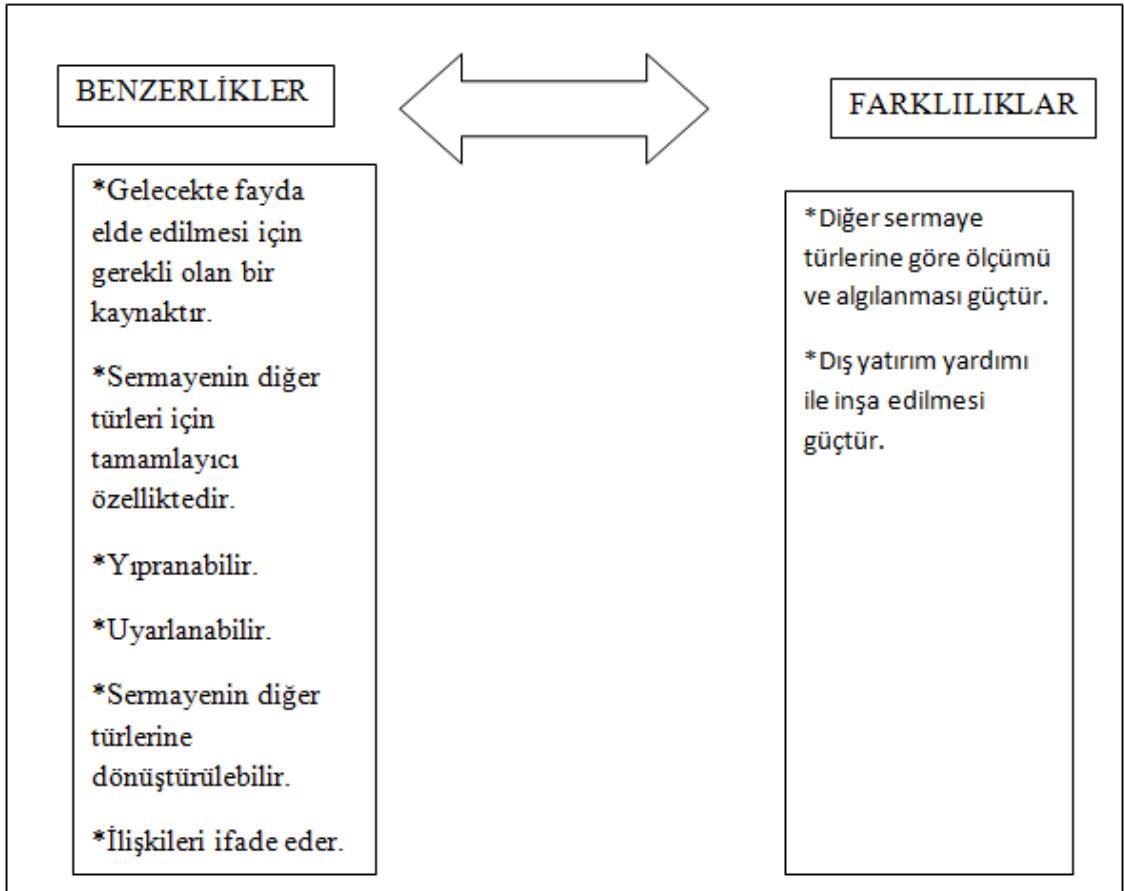 BENZERLİKLER
*Gelecekte fayda
elde edilmesi için
gerekli olan bir
kaynaktır.
*Sermayenin diğer
türleri için
tamamlayıcı
özelliktedir.
*Yıpranabilir.
*Uyarlanabilir.
*Sermayenin diğer
türlerine
dönüştürülebilir.
*İlişkileri ifade eder.
FARKLILIKLAR
*Diğer sermaye
türlerine göre ölçümü
ve algılanması güçtür.
*Dış yatırım yardımı
ile inşa edilmesi
güçtür.